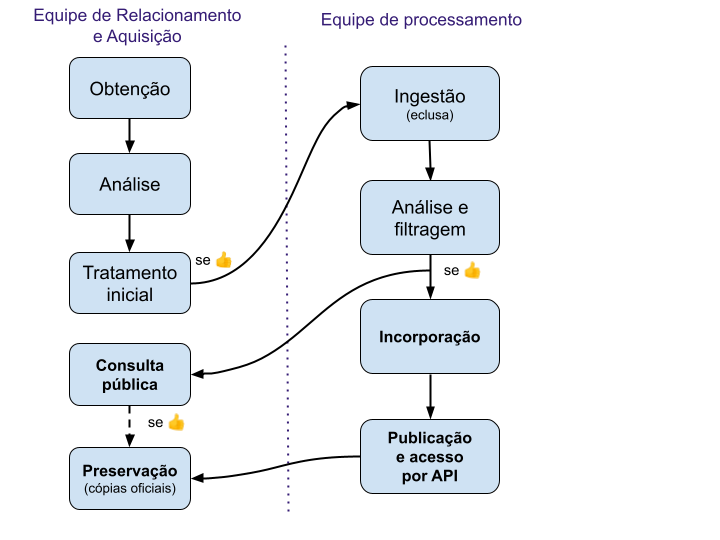 Equipe de Relacionamento
e Aquisição
Obtenção
Análise
Tratamento
inicial
se 👍
Consulta
pública
se 👍
Preservação
(cópias oficiais)
Equipe de processamento
Ingestão
(eclusa)
Análise e
filtragem
se 👍
Incorporação
Publicação
e acesso
por API